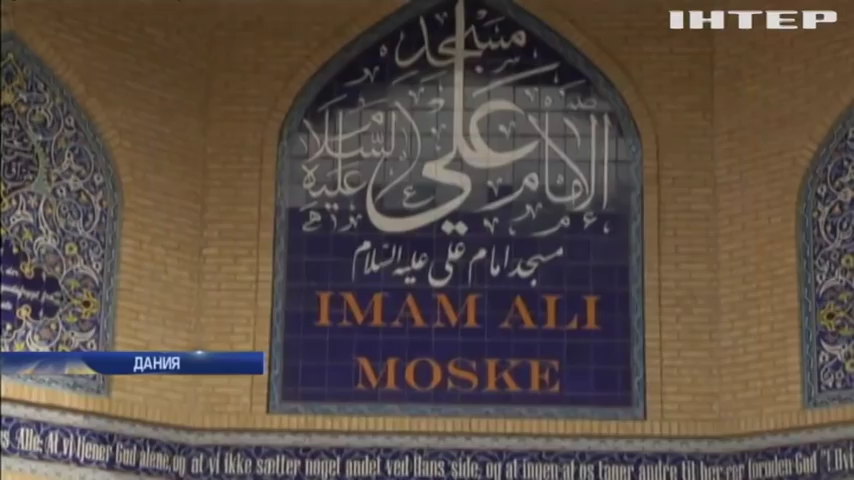 ІНТЕР
مسجد
الإمام علي
عليه السلام
مسجد امام علی علیه السلام
IMAM ALI
MOSKE
ДАНИЯ
Alle: At vi tjener Gud alene, og at vi ikke sætter noget andet ved Hans side, og at ingen af os tager andre til herrer foruden Gud"!